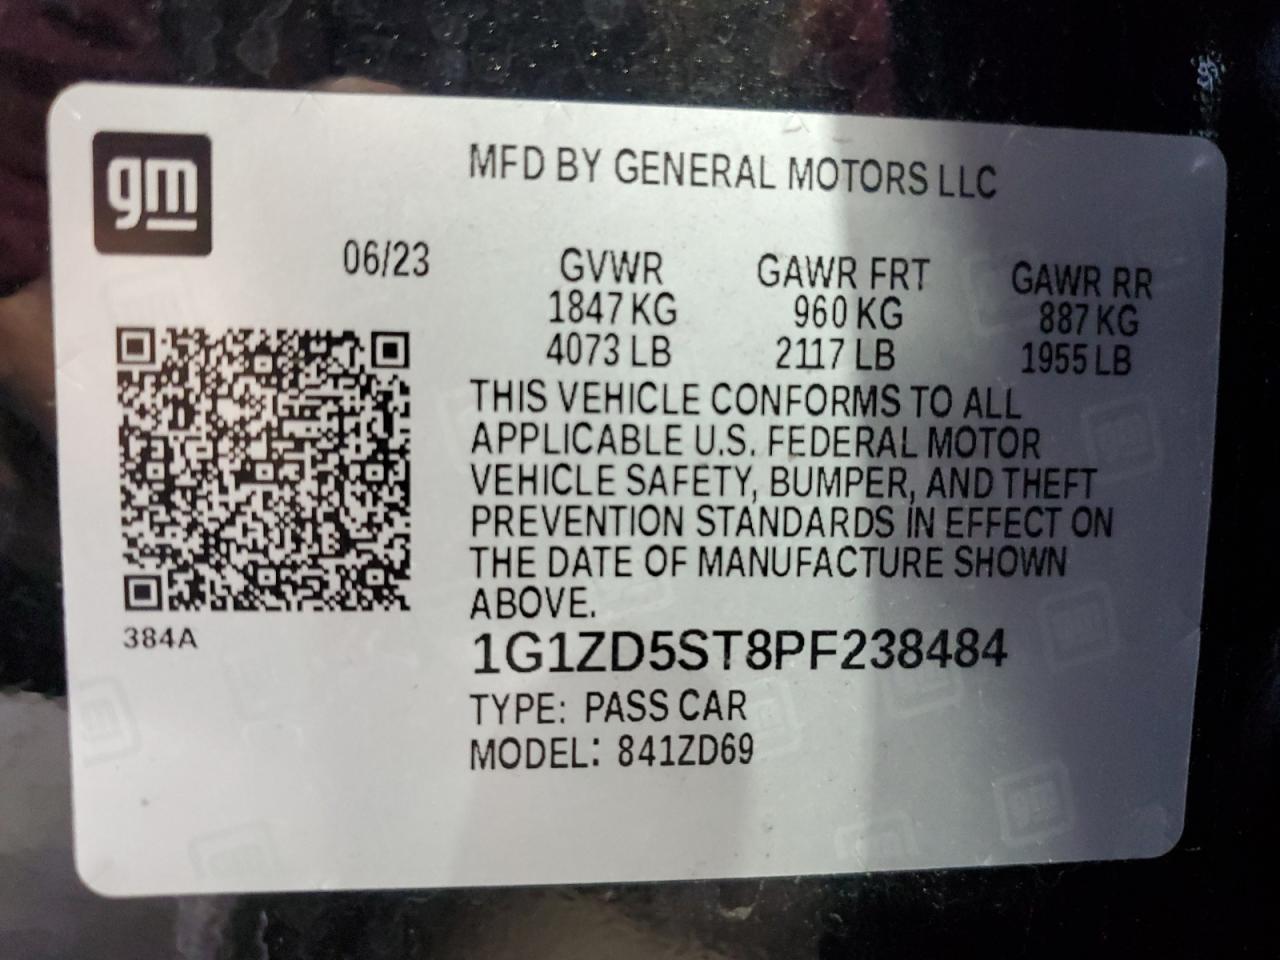 gm
MFD BY GENERAL MOTORS LLC
06/23
GVWR GAWR FRT GAWR RR
1847 KG 960 KG 887 KG
4073 LB 2117 LB 1955 LB
THIS VEHICLE CONFORMS TO ALL
APPLICABLE U.S. FEDERAL MOTOR
VEHICLE SAFETY, BUMPER, AND THEFT
PREVENTION STANDARDS IN EFFECT ON
THE DATE OF MANUFACTURE SHOWN
ABOVE.
384A
1G1ZD5ST8PF238484
TYPE: PASS CAR
MODEL: 841ZD69